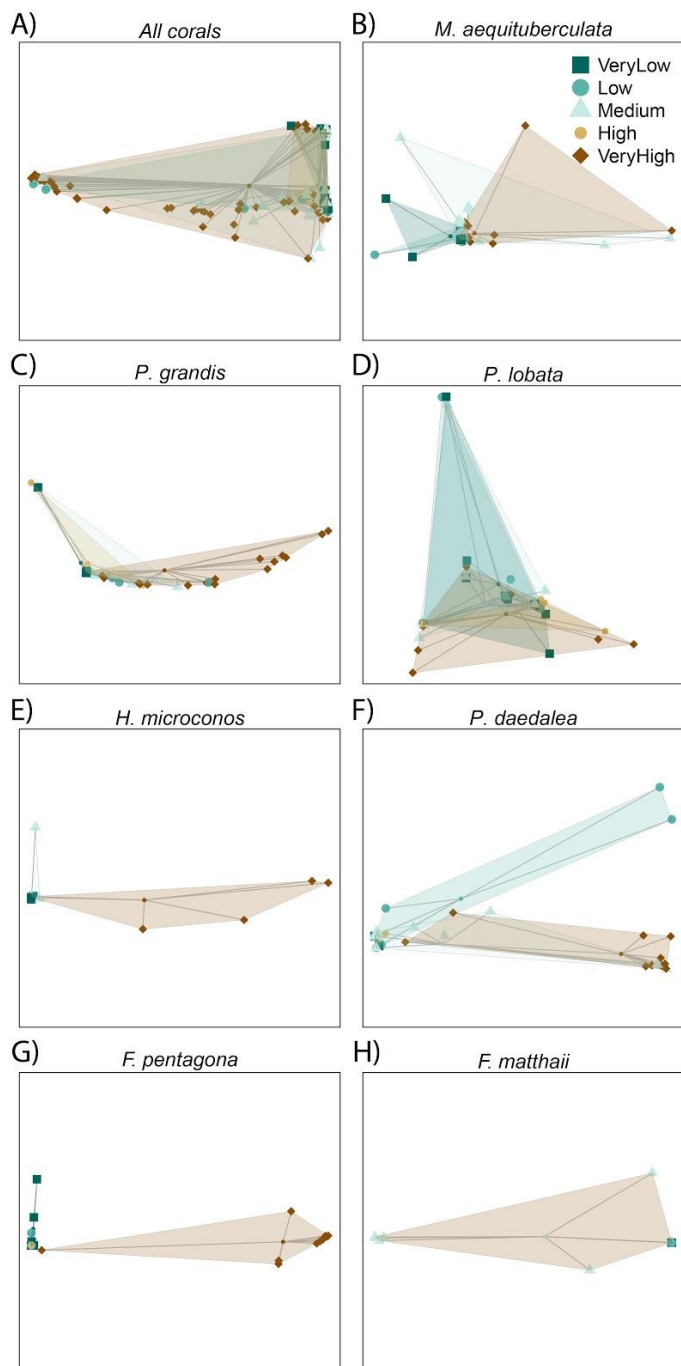 A) All corals
B) M. aequituberculata
VeryLow
Low
Medium
High
VeryHigh
C) P. grandis
D) P. lobata
E) H. microconos
F) P. daedalea
G) F. pentagona
H) F. matthaii